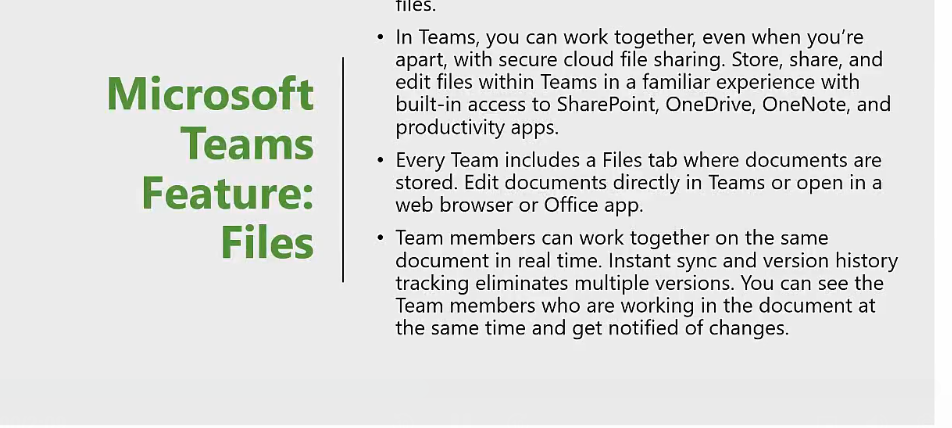 files.
Microsoft
Teams
Feature:
Files
• In Teams, you can work together, even when you’re
apart, with secure cloud file sharing. Store, share, and
edit files within Teams in a familiar experience with
built-in access to SharePoint, OneDrive, OneNote, and
productivity apps.
• Every Team includes a Files tab where documents are
stored. Edit documents directly in Teams or open in a
web browser or Office app.
• Team members can work together on the same
document in real time. Instant sync and version history
tracking eliminates multiple versions. You can see the
Team members who are working in the document at
the same time and get notified of changes.